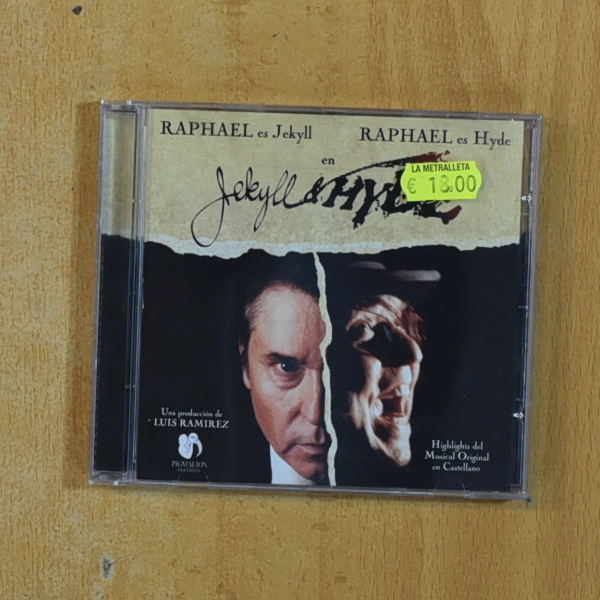 RAPHAEL es Jekyll
RAPHAEL es Hyde
en
Jekyll & HYDE
LA METRALLETA
€ 18.00
Una producción de
LUIS RAMIREZ
PIGMALION
Highlights del
Musical Original
en Castellano